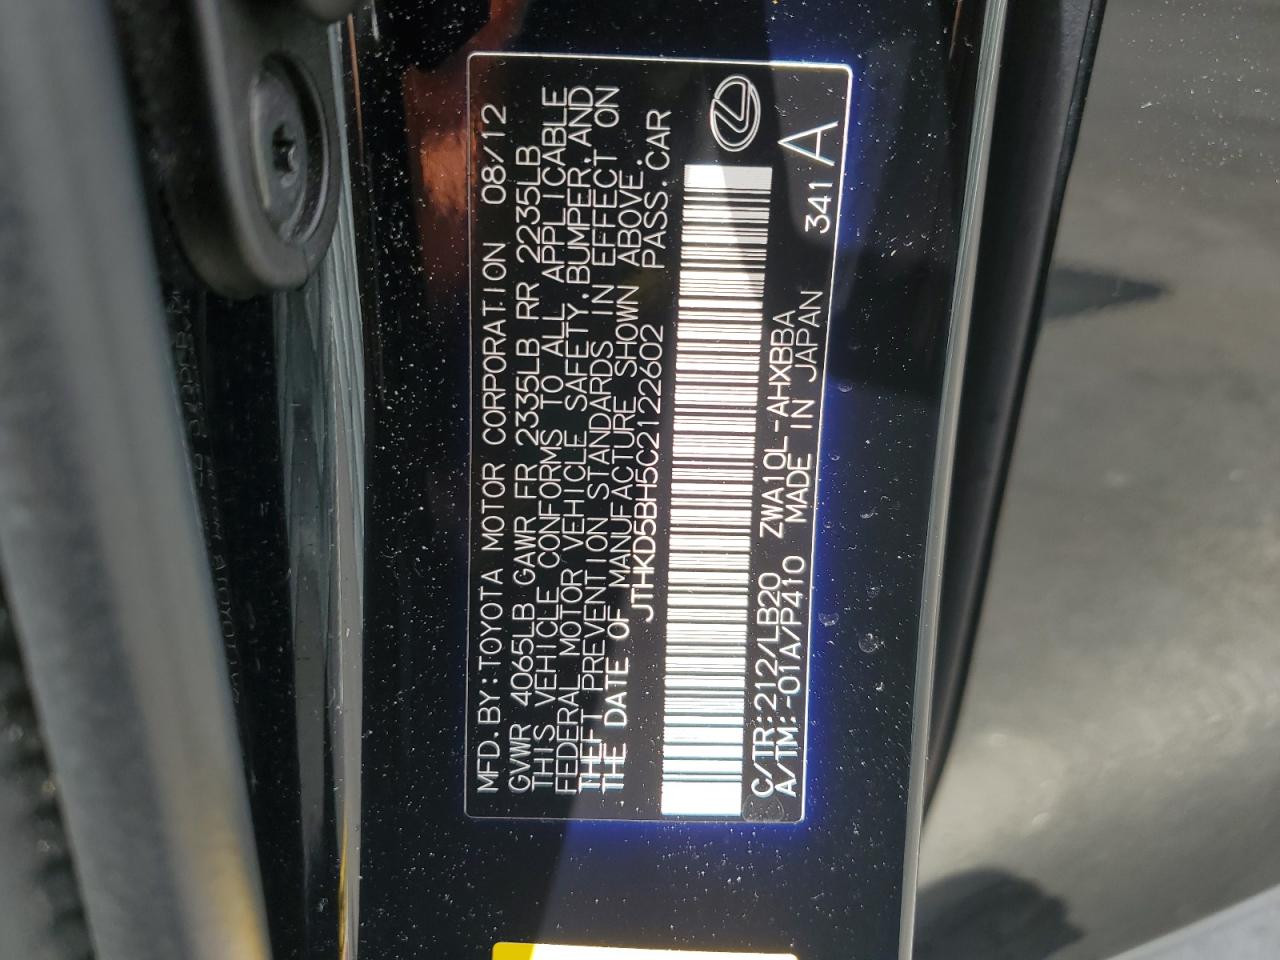 MFD.BY:TOYOTA MOTOR CORPORATION 08/12
GVWR 4065LB GAWR FR 2335LB RR 2235LB
THIS VEHICLE CONFORMS TO ALL APPLICABLE
FEDERAL MOTOR VEHICLE SAFETY,BUMPER,AND
THEFT PREVENTION STANDARDS IN EFFECT ON
THE DATE OF MANUFACTURE SHOWN ABOVE.
JTHKD5BH5C2122602 PASS.CAR
C/TR:212/LB20 ZWA10L-AHXBBA 341 A
A/TM:-01A/P410 MADE IN JAPAN